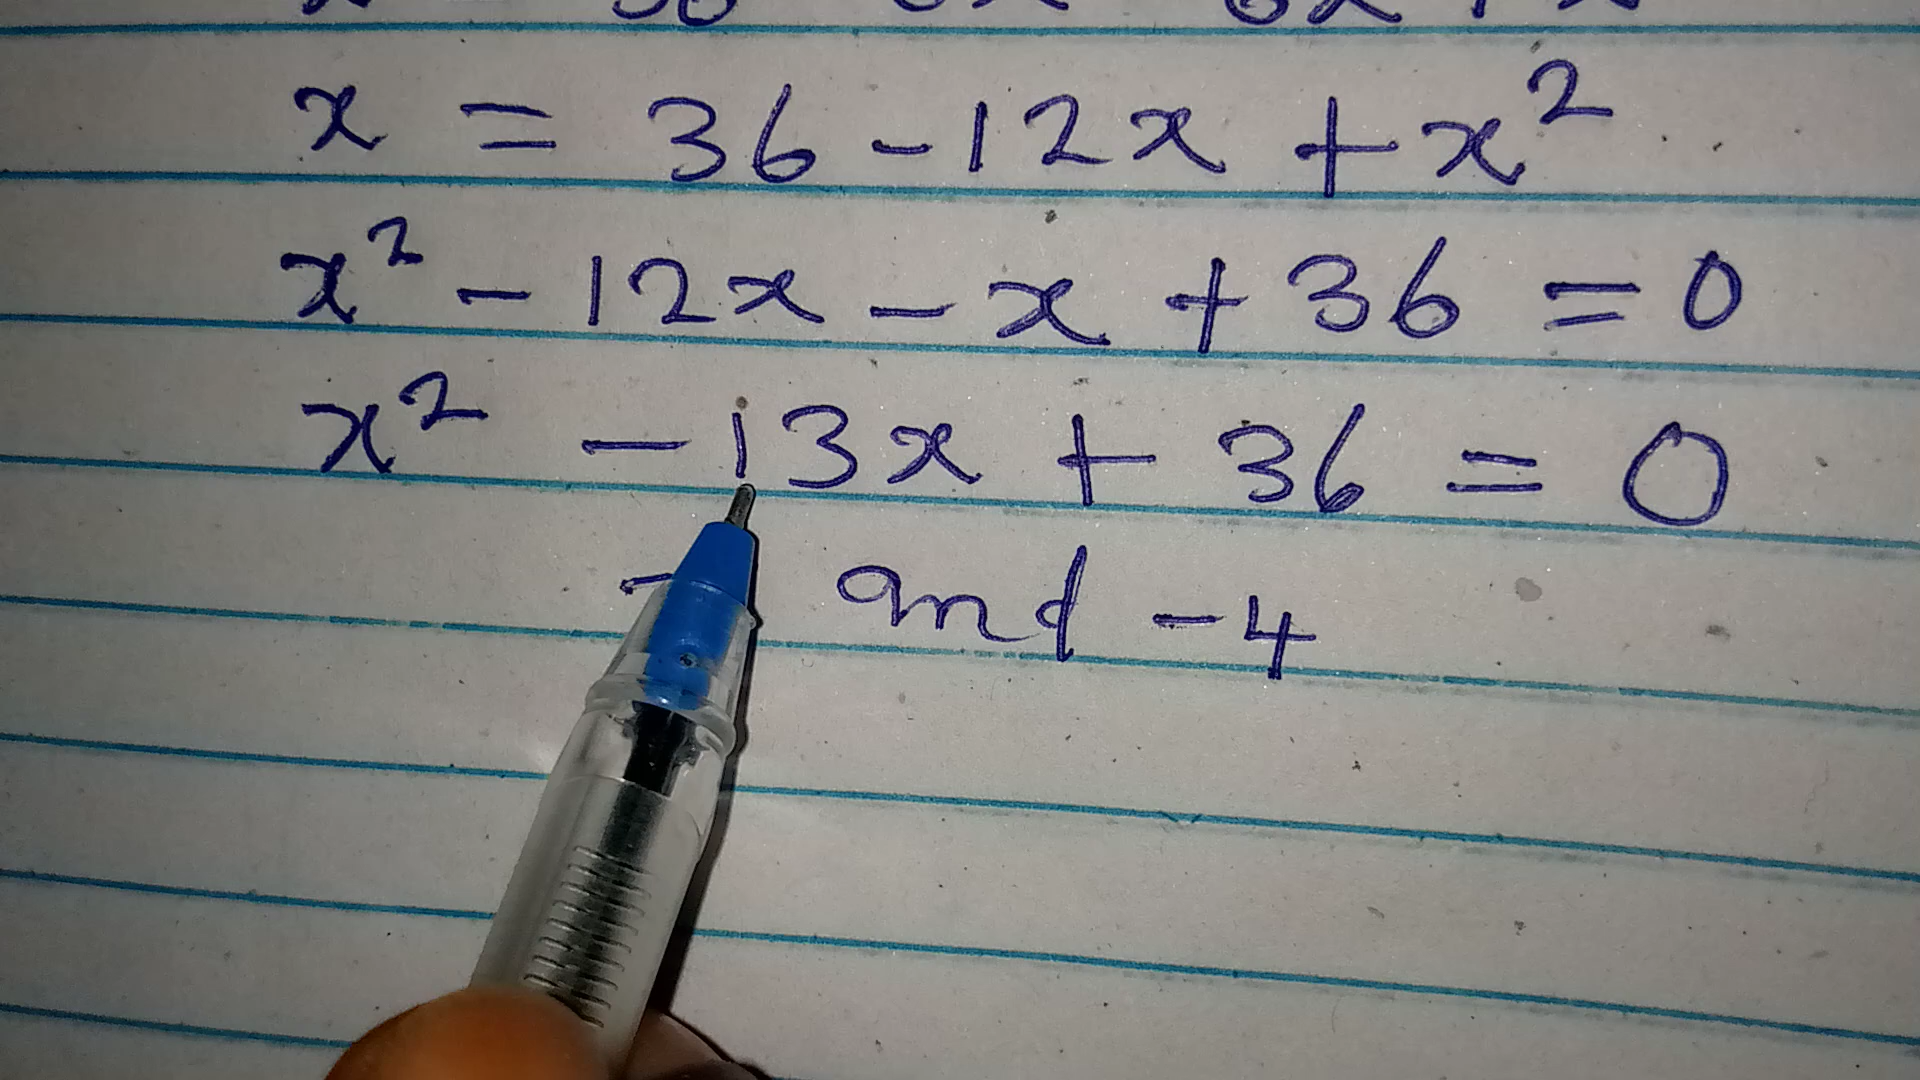 x = 36 - 12x + x²
x² - 12x - x + 36 = 0
x² - 13x + 36 = 0
- and - 4